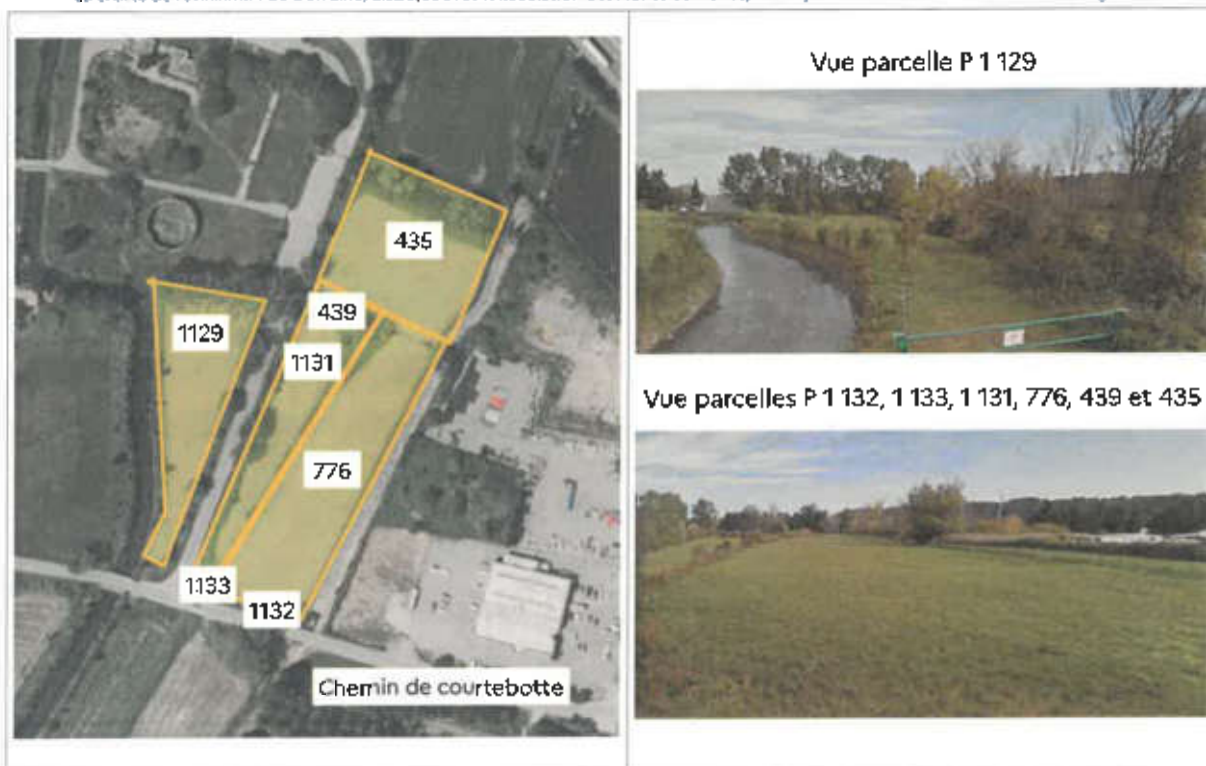 435
439
1129
1131
776
1133
1132
Chemin de courtebotte
Vue parcelle P 1 129
Vue parcelles P 1 132, 1 133, 1 131, 776, 439 et 435